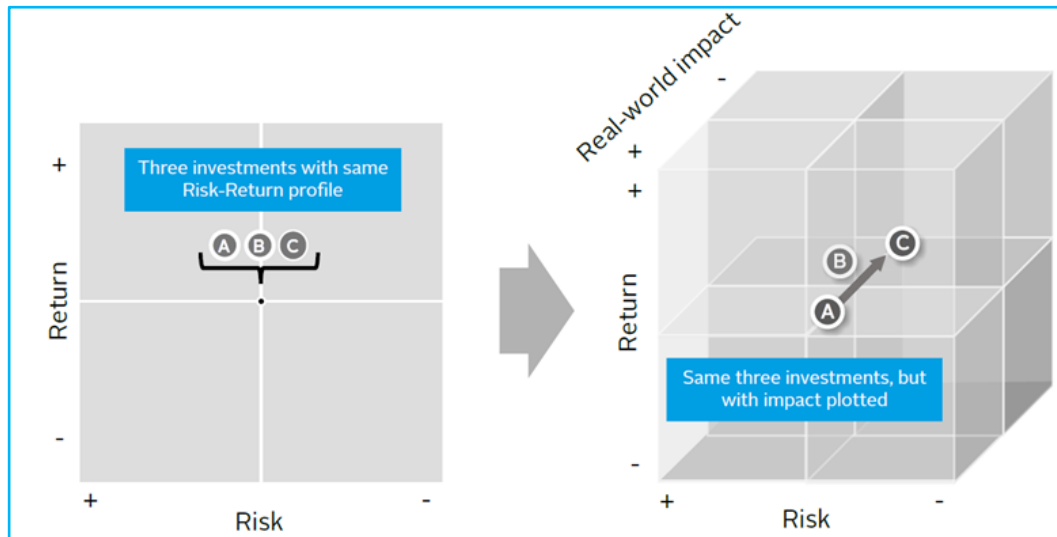 +
Three investments with same
Risk-Return profile
A B C
Return
-
+ -
Risk
Real-world impact
-
+
+
B
C
A
Return
Same three investments, but
with impact plotted
-
+ -
Risk